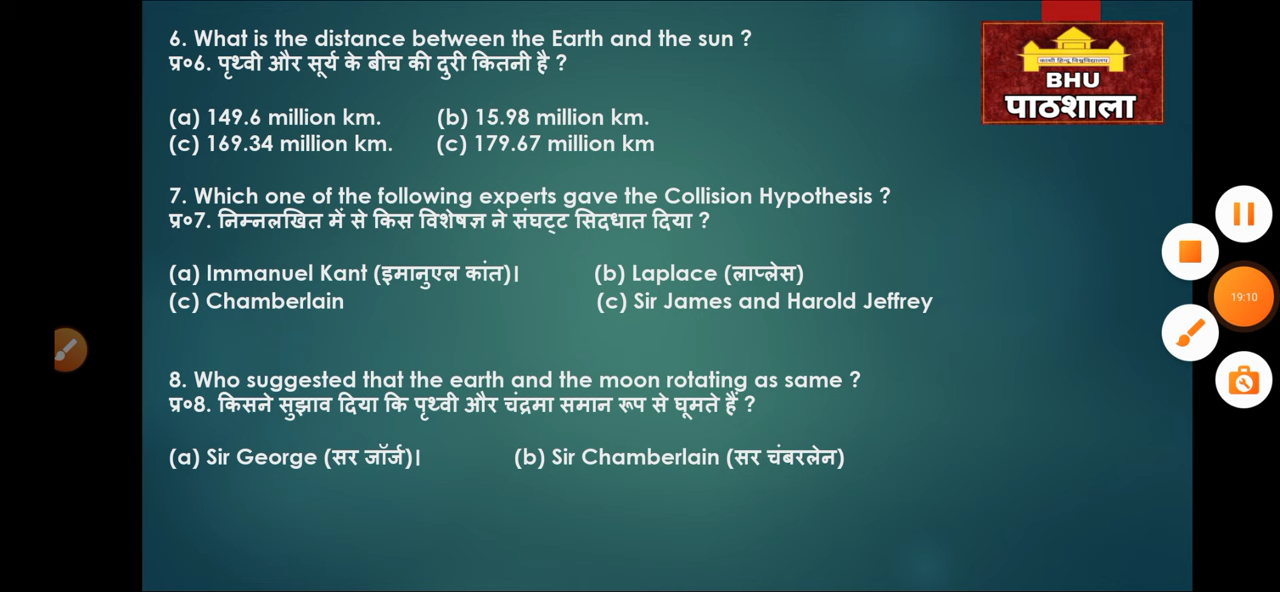 6. What is the distance between the Earth and the sun ?
प्र०6. पृथ्वी और सूर्य के बीच की दुरी कितनी है ?
(a) 149.6 million km. (b) 15.98 million km.
(c) 169.34 million km. (c) 179.67 million km
7. Which one of the following experts gave the Collision Hypothesis ?
प्र०7. निम्नलखित में से किस विशेषज्ञ ने संघट्ट सिदधात दिया ?
(a) Immanuel Kant (इमानुएल कांत)। (b) Laplace (लाप्लेस)
(c) Chamberlain (c) Sir James and Harold Jeffrey
8. Who suggested that the earth and the moon rotating as same ?
प्र०8. किसने सुझाव दिया कि पृथ्वी और चंद्रमा समान रूप से घूमते हैं ?
(a) Sir George (सर जॉर्ज)। (b) Sir Chamberlain (सर चंबरलेन)
काशी हिन्दू विश्वविद्यालय
BHU
पाठशाला
19:10